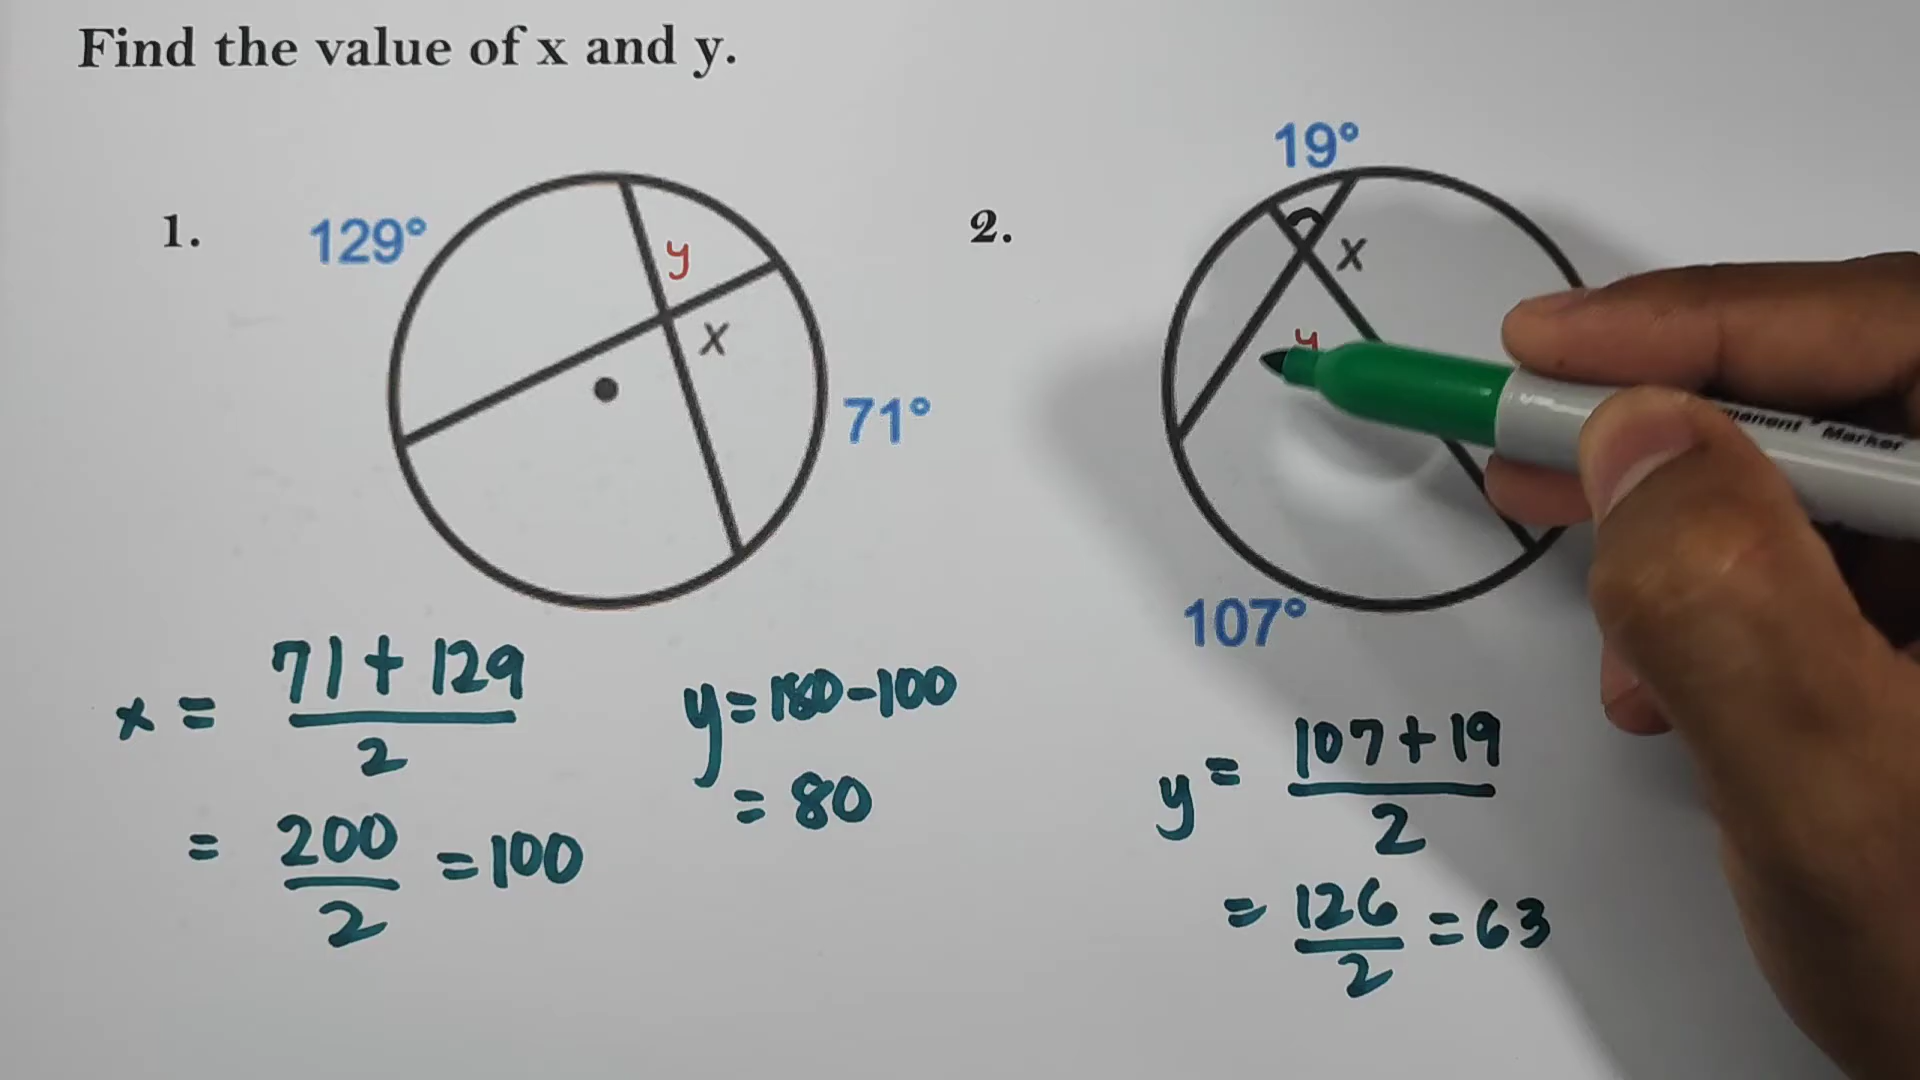 Find the value of x and y.
1.
129°
y
x
71°
x = 71 + 129 / 2
= 200 / 2 = 100
y = 180 - 100
= 80
2.
19°
x
y
107°
y = 107 + 19 / 2
= 126 / 2 = 63
Marker